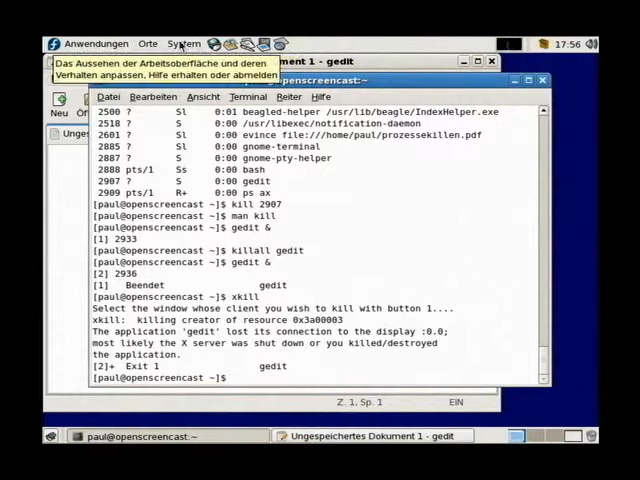 Anwendungen Orte System 17:56
Das Aussehen der Arbeitsoberfläche und deren
Verhalten anpassen, Hilfe erhalten oder abmelden
ment 1 - gedit
openscreencast:~
Datei Bearbeiten Ansicht Terminal Reiter Hilfe
Neu
Unges
2500 ? Sl 0:01 beagled-helper /usr/lib/beagle/IndexHelper.exe
2518 ? S 0:00 /usr/libexec/notification-daemon
2601 ? Sl 0:00 evince file:///home/paul/prozessekillen.pdf
2885 ? Sl 0:00 gnome-terminal
2887 ? S 0:00 gnome-pty-helper
2888 pts/1 Ss 0:00 bash
2907 ? S 0:00 gedit
2909 pts/1 R+ 0:00 ps ax
[paul@openscreencast ~]$ kill 2907
[paul@openscreencast ~]$ man kill
[paul@openscreencast ~]$ gedit &
[1] 2933
[paul@openscreencast ~]$ killall gedit
[paul@openscreencast ~]$ gedit &
[2] 2936
[1] Beendet gedit
[paul@openscreencast ~]$ xkill
Select the window whose client you wish to kill with button 1....
xkill: killing creator of resource 0x3a00003
The application 'gedit' lost its connection to the display :0.0;
most likely the X server was shut down or you killed/destroyed
the application.
[2]+ Exit 1 gedit
[paul@openscreencast ~]$
Z. 1, Sp. 1 EIN
paul@openscreencast:~ Ungespeichertes Dokument 1 - gedit